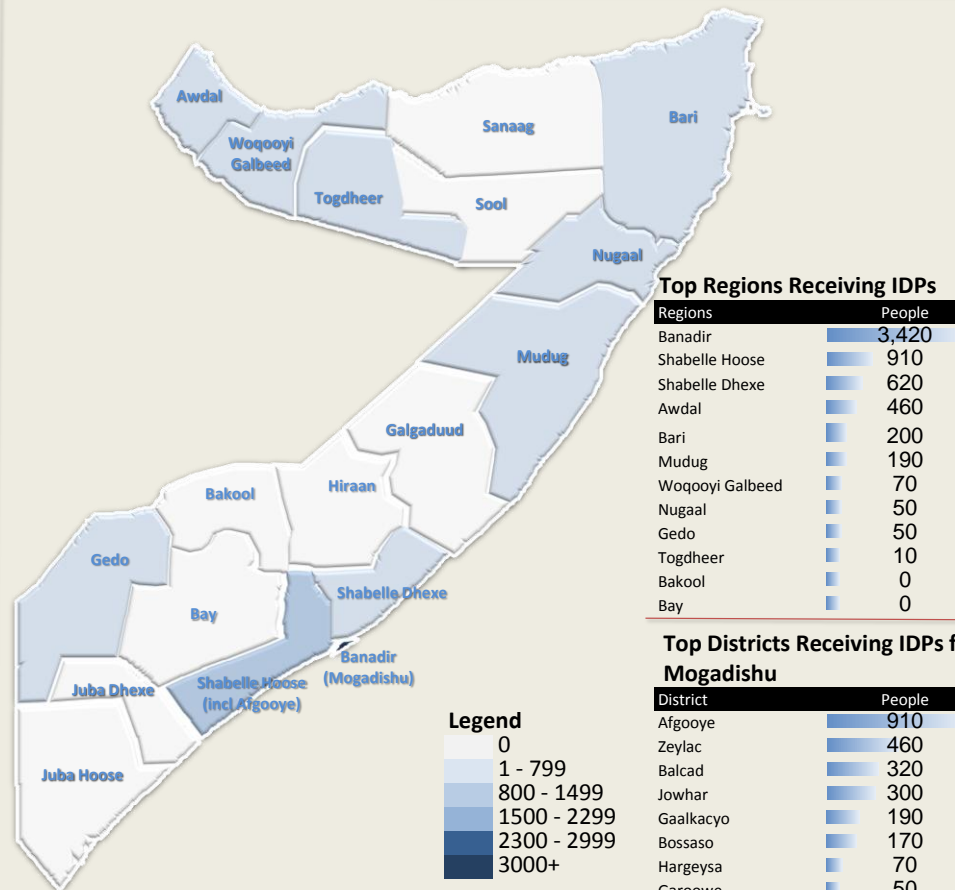 Awdal
Woqooyi
Galbeed
Togdheer
Sanaag
Sool
Bari
Nugaal
Mudug
Galgaduud
Hiraan
Bakool
Gedo
Bay
Shabelle Dhexe
Banadir
(Mogadishu)
Shabelle Hoose
(incl Afgooye)
Juba Dhexe
Juba Hoose
Legend
0
1 - 799
800 - 1499
1500 - 2299
2300 - 2999
3000+
Top Regions Receiving IDPs
Regions People
Banadir 3,420
Shabelle Hoose 910
Shabelle Dhexe 620
Awdal 460
Bari 200
Mudug 190
Woqooyi Galbeed 70
Nugaal 50
Gedo 50
Togdheer 10
Bakool 0
Bay 0
Top Districts Receiving IDPs f
Mogadishu
District People
Afgooye 910
Zeylac 460
Balcad 320
Jowhar 300
Gaalkacyo 190
Bossaso 170
Hargeysa 70
Garoowe 50